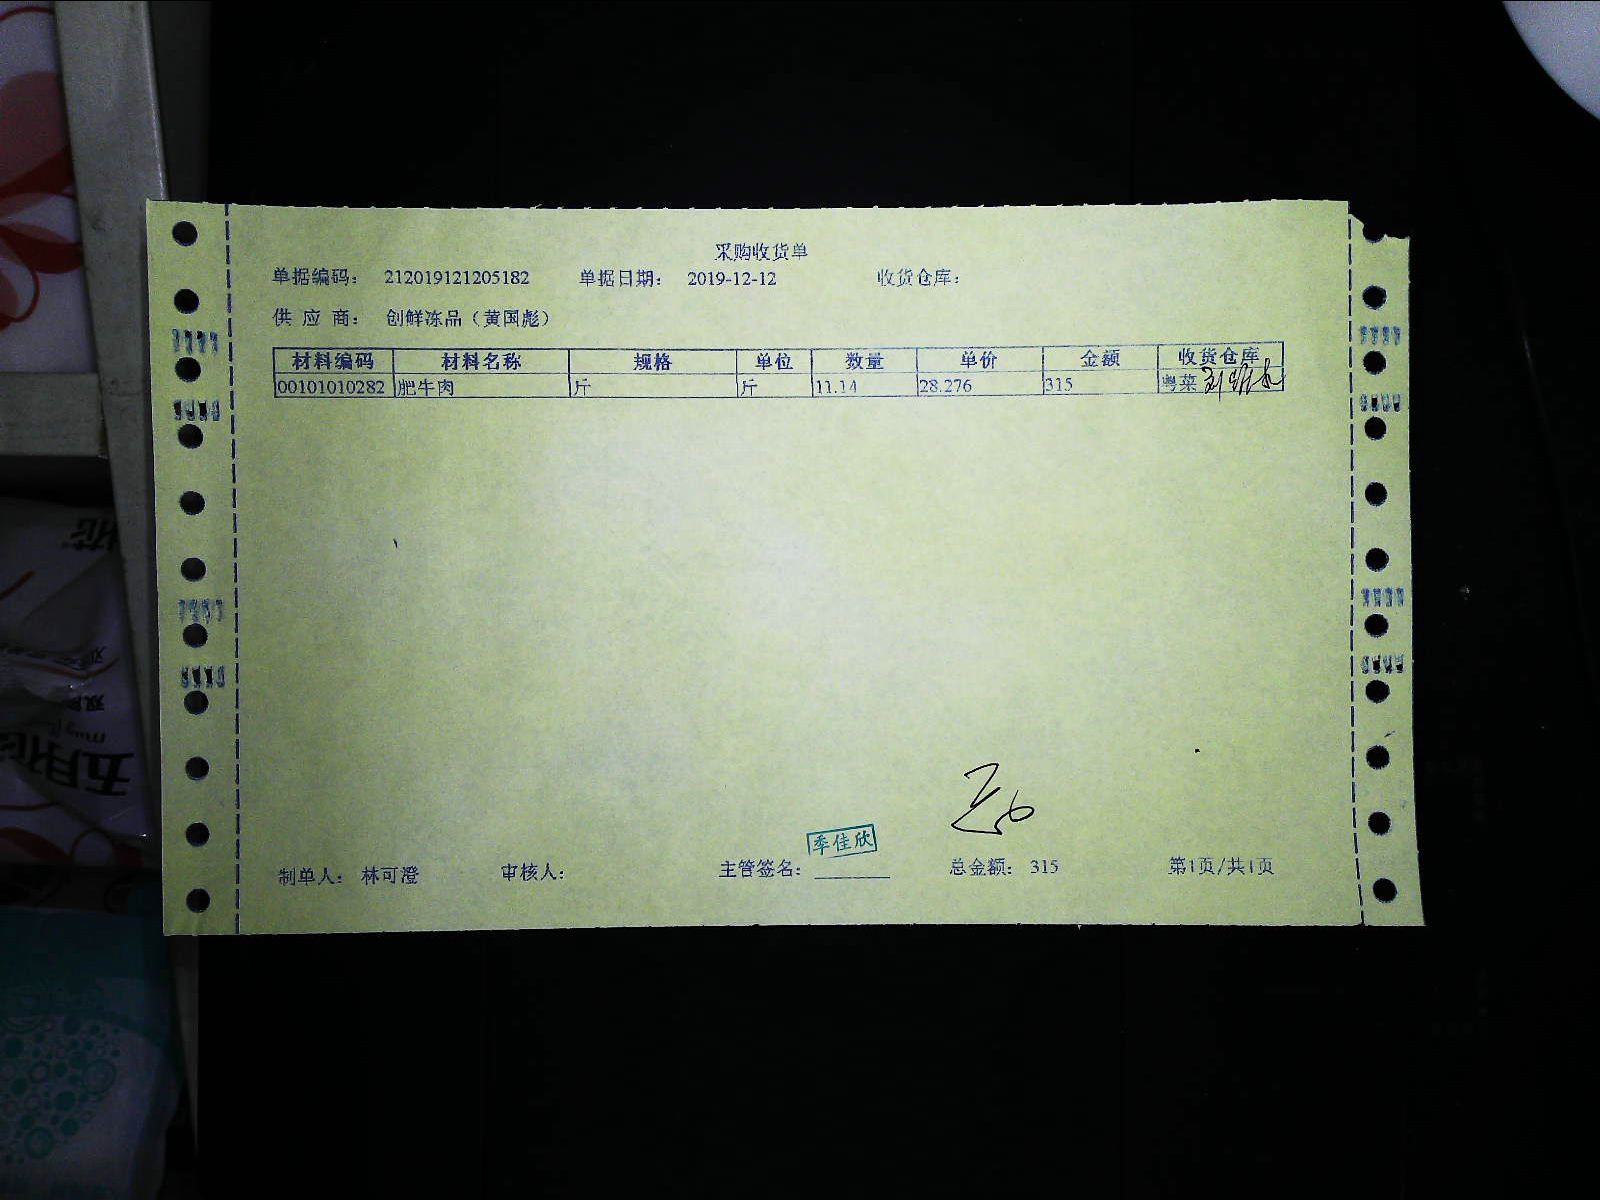 采购收货单
单据编码： 212019121205182 单据日期： 2019-12-12 收货仓库：
供 应 商： 创鲜冻品（黄国彪）
材料编码 材料名称 规格 单位 数量 单价 金额 收货仓库
00101010282 肥牛肉 斤 斤 11.14 28.276 315 粤菜
季佳欣
制单人： 林可澄 审核人： 主管签名： 总金额： 315 第1页/共1页
五月花